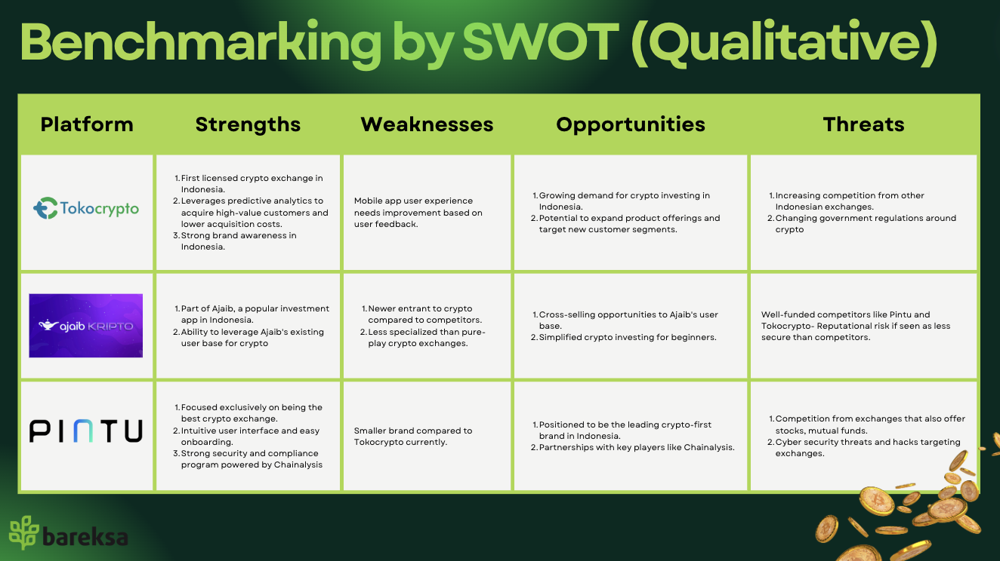 Benchmarking by SWOT (Qualitative)
Platform
Strengths
Weaknesses
Opportunities
Threats
Tokocrypto
1. First licensed crypto exchange in
Indonesia.
2. Leverages predictive analytics to
acquire high-value customers and
lower acquisition costs.
3. Strong brand awareness in
Indonesia.
Mobile app user experience
needs improvement based on
user feedback.
1. Growing demand for crypto investing in
Indonesia.
2. Potential to expand product offerings and
target new customer segments.
1. Increasing competition from other
Indonesian exchanges.
2. Changing government regulations around
crypto
ajaib KRIPTO
1. Part of Ajaib, a popular investment
app in Indonesia.
2. Ability to leverage Ajaib's existing
user base for crypto
1. Newer entrant to crypto
compared to competitors.
2. Less specialized than pure-
play crypto exchanges.
1. Cross-selling opportunities to Ajaib's user
base.
2. Simplified crypto investing for beginners.
Well-funded competitors like Pintu and
Tokocrypto- Reputational risk if seen as less
secure than competitors.
PINTU
1. Focused exclusively on being the
best crypto exchange.
2. Intuitive user interface and easy
onboarding.
3. Strong security and compliance
program powered by Chainalysis
Smaller brand compared to
Tokocrypto currently.
1. Positioned to be the leading crypto-first
brand in Indonesia.
2. Partnerships with key players like Chainalysis.
1. Competition from exchanges that also offer
stocks, mutual funds.
2. Cyber security threats and hacks targeting
exchanges.
bareksa